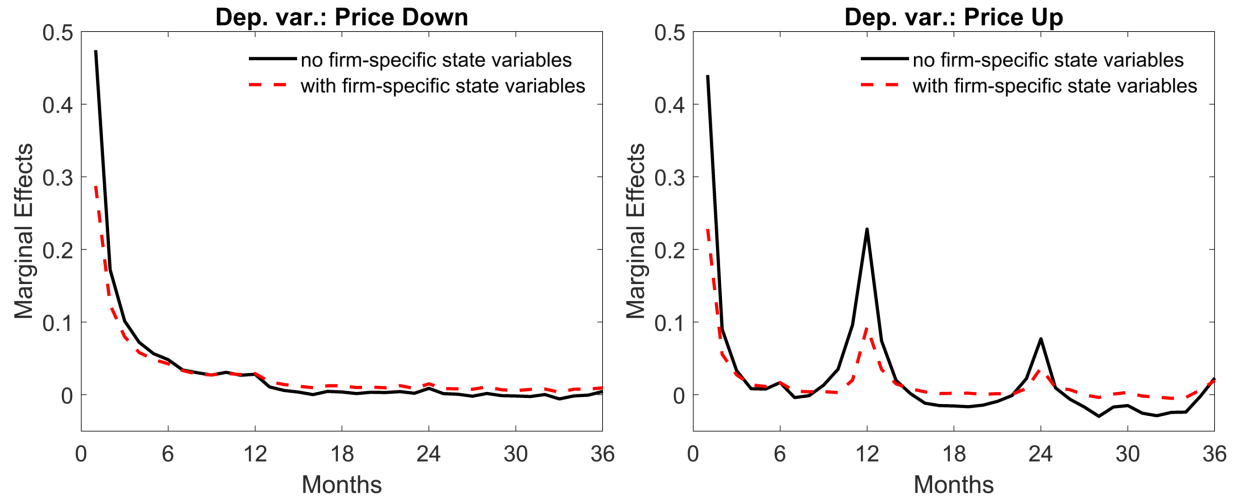 Dep. var.: Price Down
0.5
0.4
0.3
0.2
0.1
0
Marginal Effects
no firm-specific state variables
with firm-specific state variables
0 6 12 18 24 30 36
Months
Dep. var.: Price Up
0.5
0.4
0.3
0.2
0.1
0
Marginal Effects
no firm-specific state variables
with firm-specific state variables
0 6 12 18 24 30 36
Months